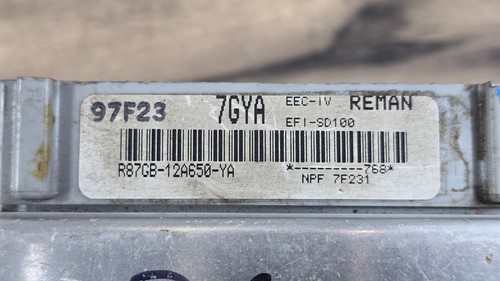 97F23 7GYA EEC-IV REMAN
EFI-SD100
R87GB-12A650-YA *---------768*
NPF 7F231